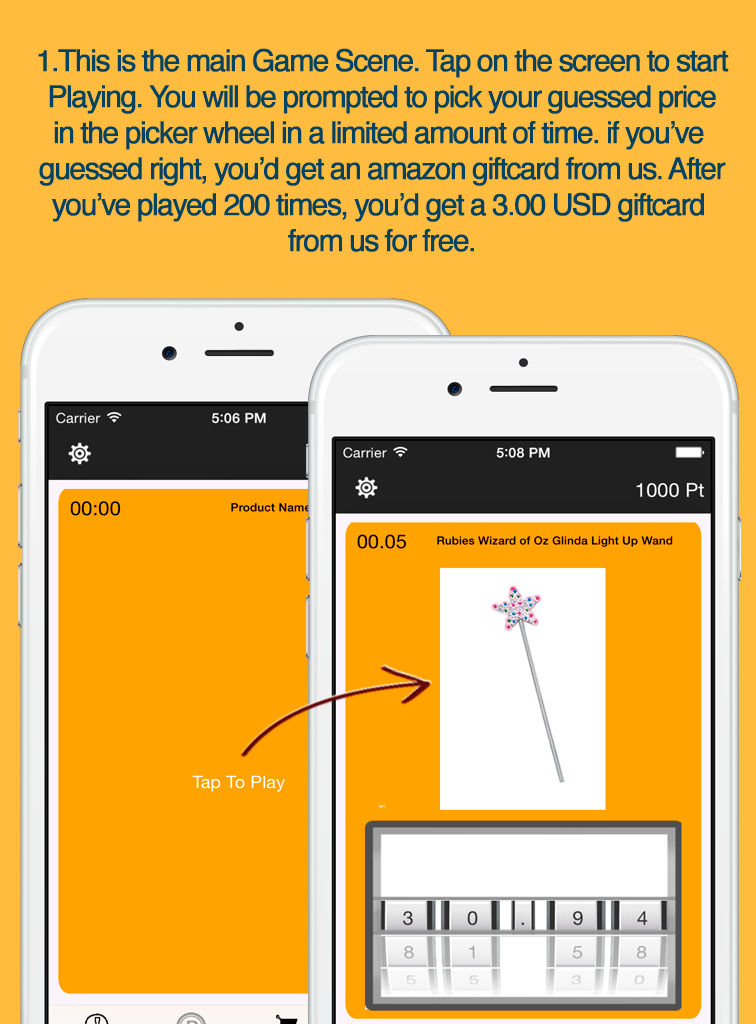 1.This is the main Game Scene. Tap on the screen to start
Playing. You will be prompted to pick your guessed price
in the picker wheel in a limited amount of time. if you've
guessed right, you'd get an amazon giftcard from us. After
you've played 200 times, you'd get a 3.00 USD giftcard
from us for free.
Carrier 5:06 PM
00:00 Product Name
Tap To Play
Carrier 5:08 PM
1000 Pt
00.05 Rubies Wizard of Oz Glinda Light Up Wand
3 0 . 9 4
8 1 5 8
5 5 3 0